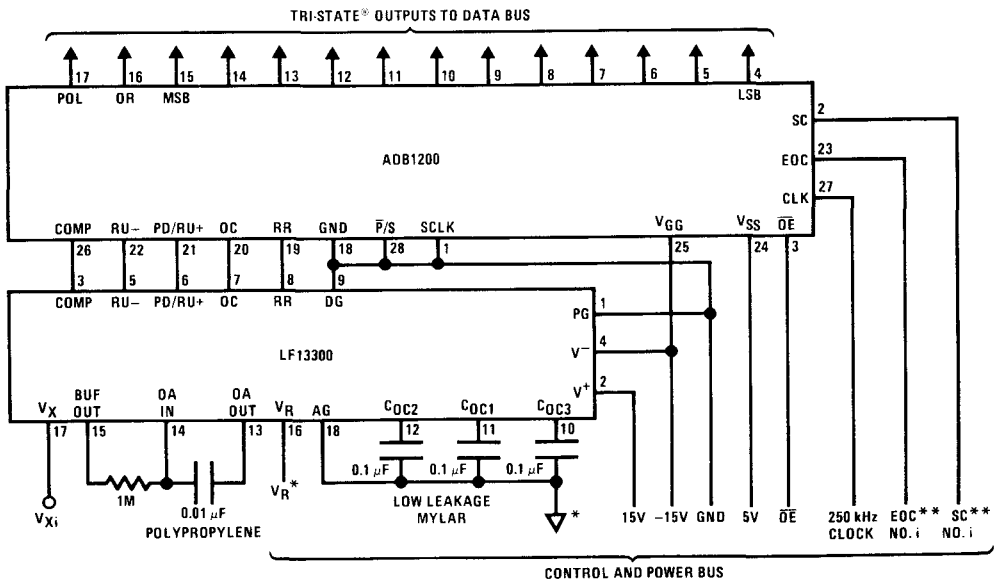 TRI-STATE® OUTPUTS TO DATA BUS
17 16 15 14 13 12 11 10 9 8 7 6 5 4
POL OR MSB LSB
SC 2
ADB1200
EOC 23
CLK 27
COMP RU− PD/RU+ OC RR GND P̅/S SCLK VGG VSS O̅E̅
26 22 21 20 19 18 28 1 25 24 3
3 5 6 7 8 9
COMP RU− PD/RU+ OC RR DG
PG 1
LF13300
V− 4
V+ 2
VX BUF OUT OA IN OA OUT VR AG COC2 COC1 COC3
17 15 14 13 16 18 12 11 10
0.1 µF 0.1 µF 0.1 µF
1M
0.01 µF
POLYPROPYLENE
VXi
VR*
LOW LEAKAGE
MYLAR
*
15V −15V GND 5V O̅E̅ 250 kHz CLOCK EOC** NO. i SC** NO. i
CONTROL AND POWER BUS